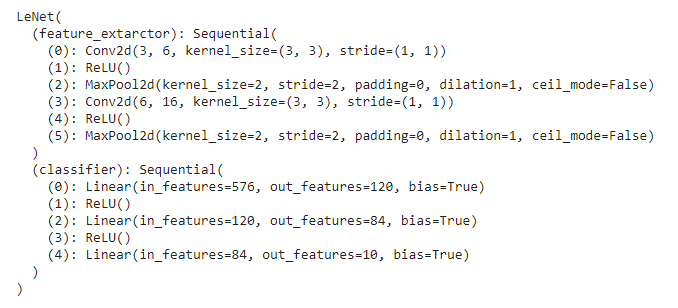 LeNet(
  (feature_extarctor): Sequential(
    (0): Conv2d(3, 6, kernel_size=(3, 3), stride=(1, 1))
    (1): ReLU()
    (2): MaxPool2d(kernel_size=2, stride=2, padding=0, dilation=1, ceil_mode=False)
    (3): Conv2d(6, 16, kernel_size=(3, 3), stride=(1, 1))
    (4): ReLU()
    (5): MaxPool2d(kernel_size=2, stride=2, padding=0, dilation=1, ceil_mode=False)
  )
  (classifier): Sequential(
    (0): Linear(in_features=576, out_features=120, bias=True)
    (1): ReLU()
    (2): Linear(in_features=120, out_features=84, bias=True)
    (3): ReLU()
    (4): Linear(in_features=84, out_features=10, bias=True)
  )
)